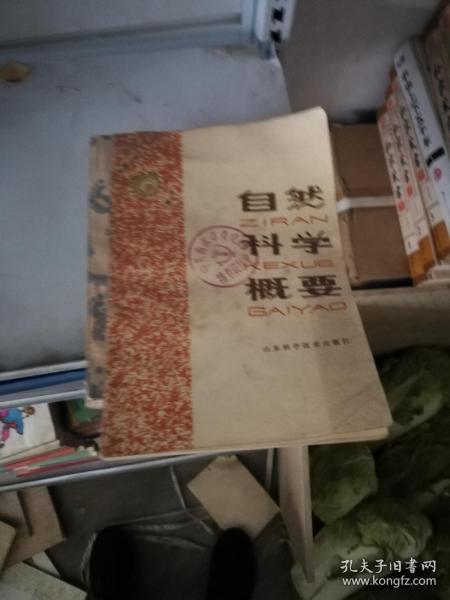 自然
ZIRAN
科学
KEXUE
概要
GAIYAO
山东科学技术出版社
孔夫子旧书网
www.kongfz.com